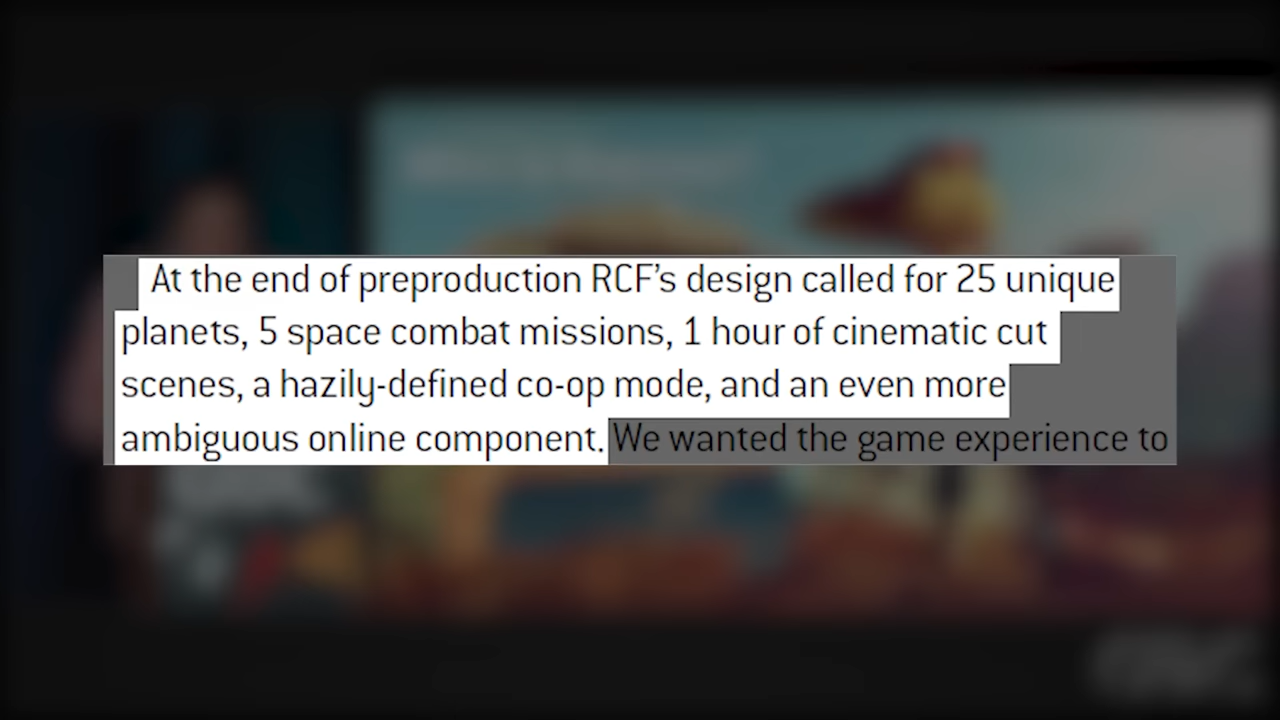 At the end of preproduction RCF’s design called for 25 unique
planets, 5 space combat missions, 1 hour of cinematic cut
scenes, a hazily-defined co-op mode, and an even more
ambiguous online component. We wanted the game experience to